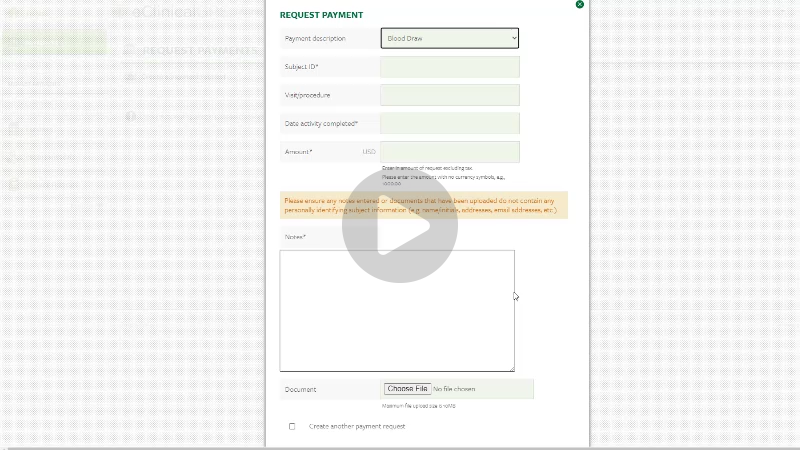 REQUEST PAYMENT
Payment description
Blood Draw
Subject ID*
Visit/procedure
Date activity completed*
Amount*
USD
Enter in amount of request excluding tax
Please enter the amount with no currency symbols, e.g.,
Please ensure any notes entered or documents that have been uploaded do not contain any
personally identifying subject information (e.g. name/initials, addresses, email addresses, etc.).
Notes*
Document
Choose File No file chosen
Maximum file upload size is 10MB
Create another payment request